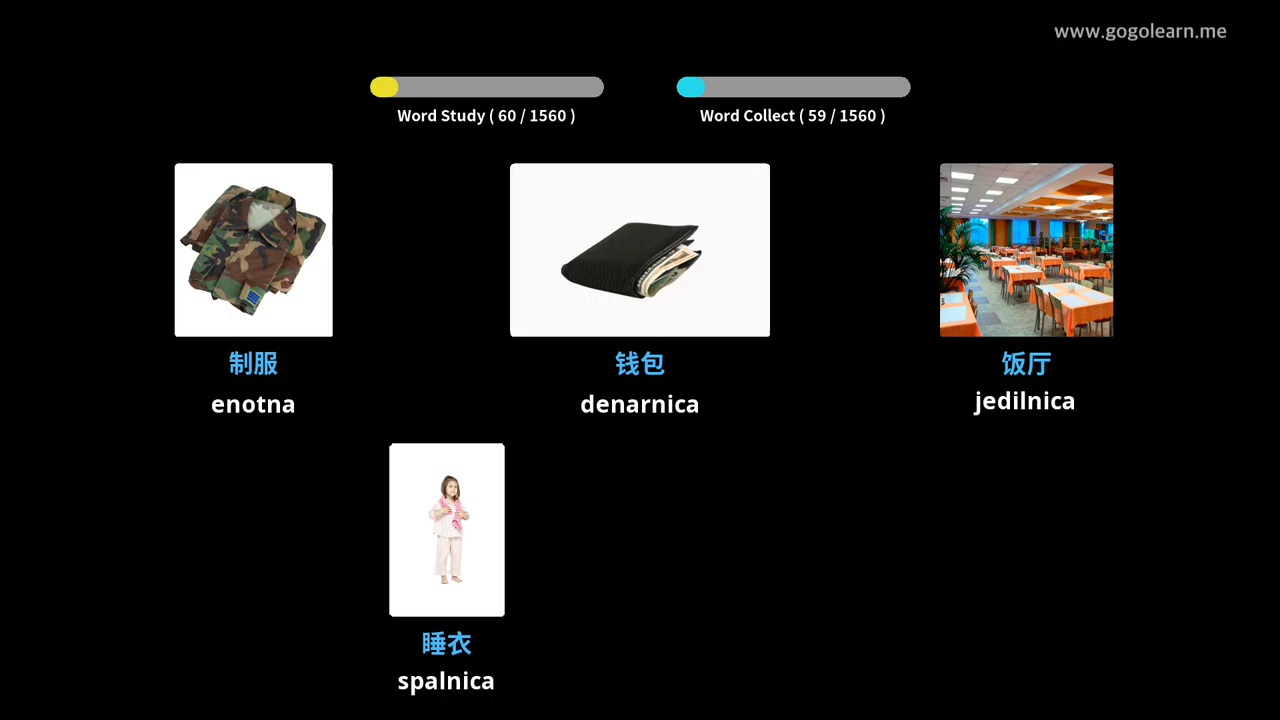 www.gogolearn.me
Word Study ( 60 / 1560 )
Word Collect ( 59 / 1560 )
制服
enotna
钱包
denarnica
饭厅
jedilnica
睡衣
spalnica